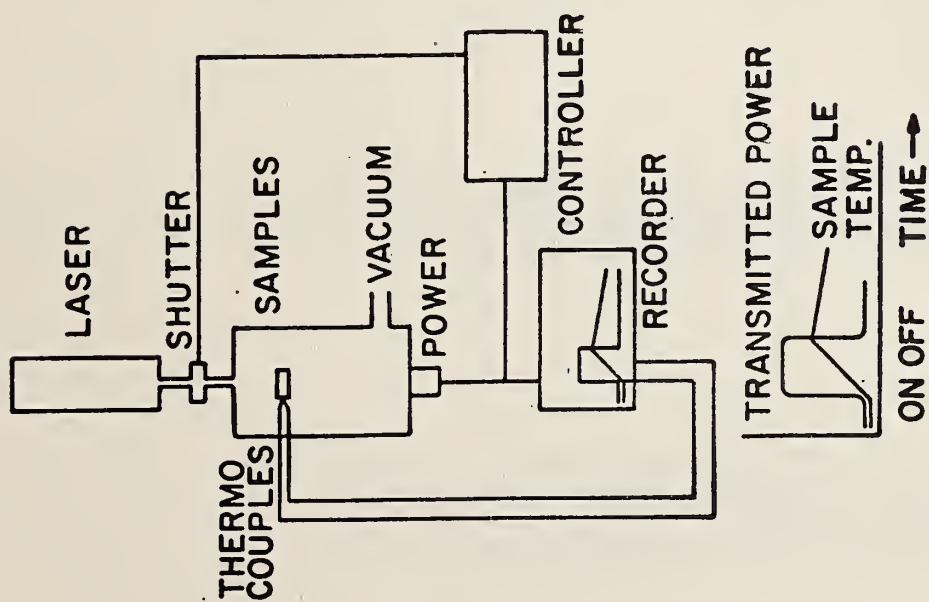 LASER
SHUTTER
SAMPLES
VACUUM
THERMO
COUPLES
POWER
CONTROLLER
RECORDER
TRANSMITTED POWER
SAMPLE
TEMP.
ON OFF TIME